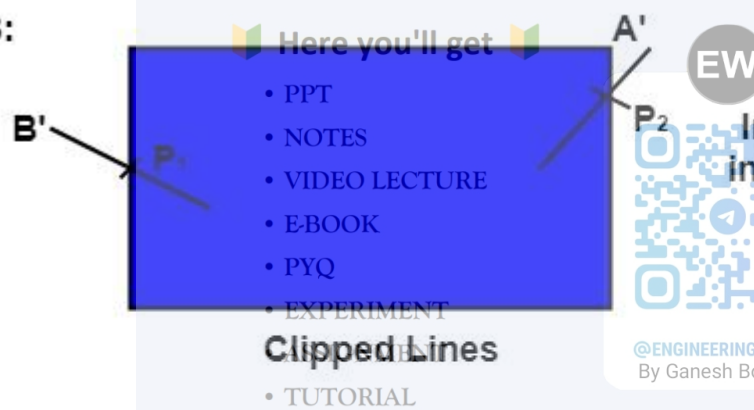 Here you'll get
A'
EW
• PPT
B'
P₂
P₁
• NOTES
• VIDEO LECTURE
• E-BOOK
• PYQ
• EXPERIMENT
Clipped Lines
@ENGINEERING
By Ganesh
• TUTORIAL